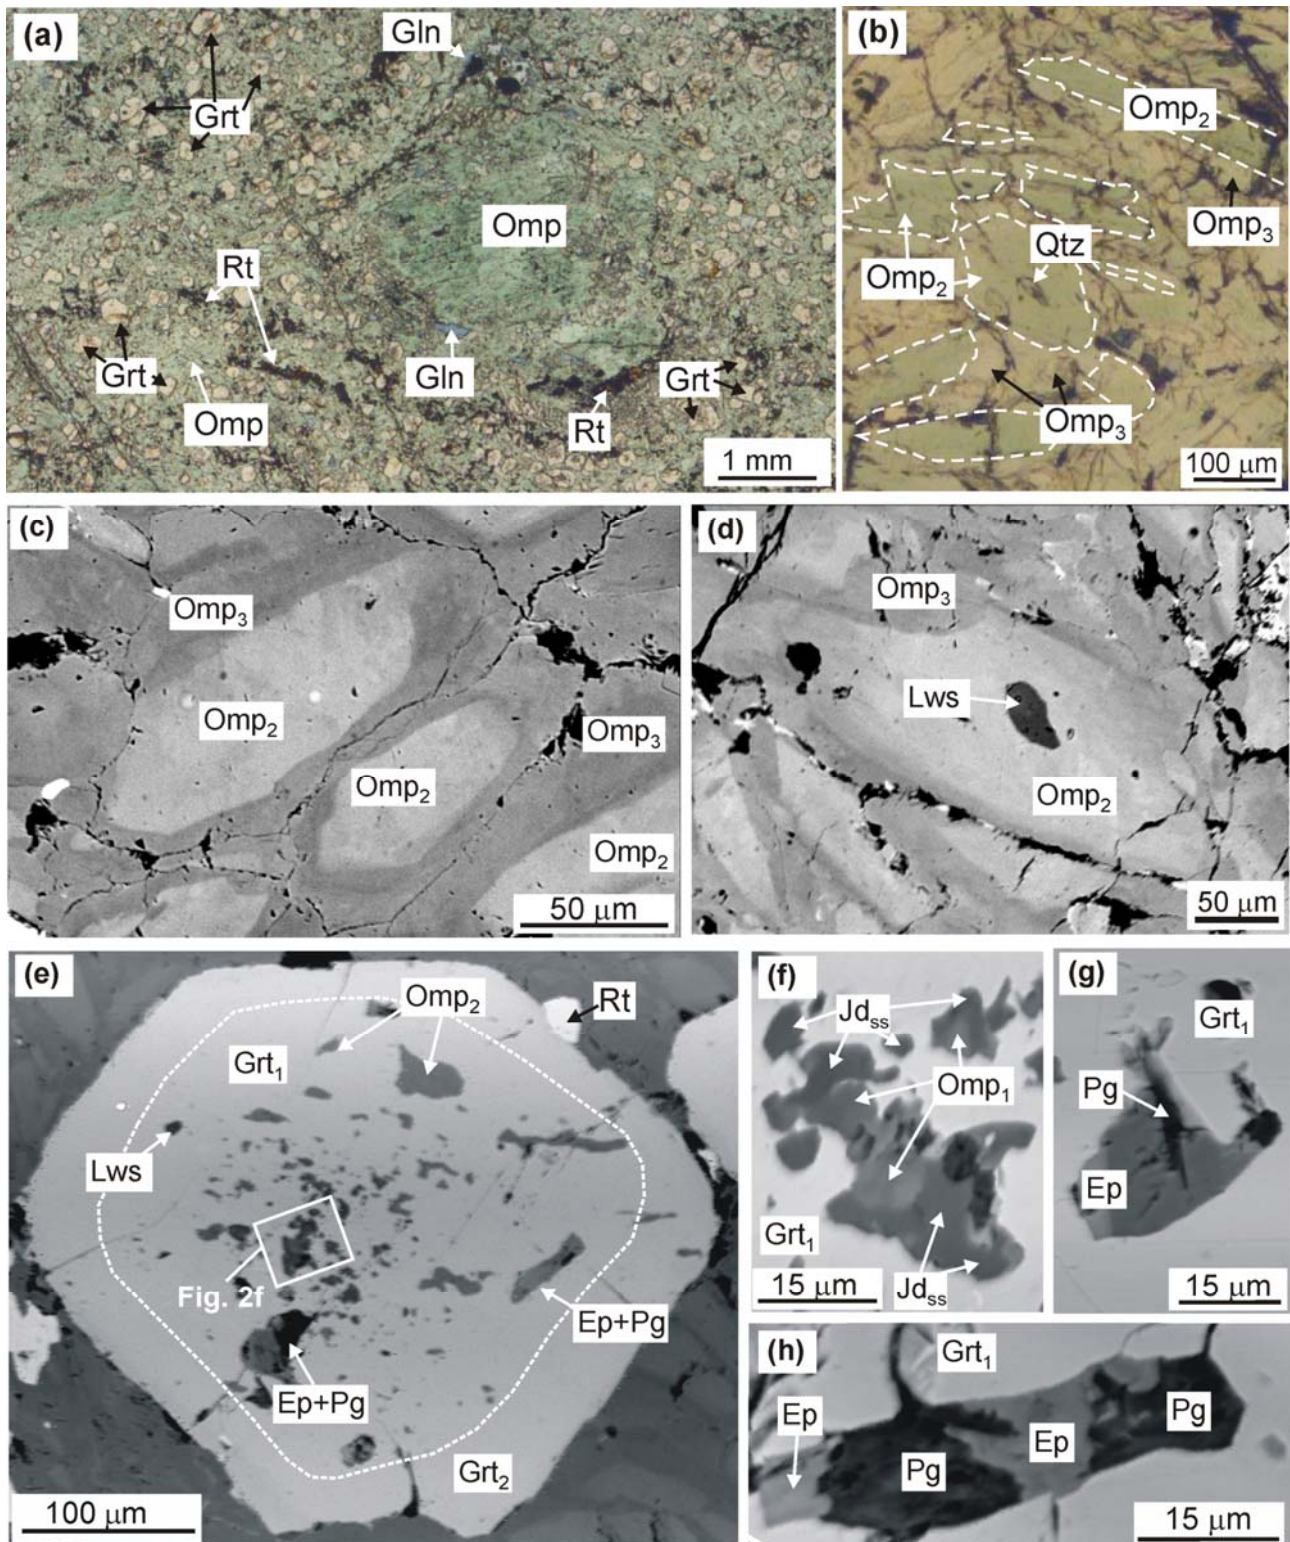 (a)
Gln
Grt
Omp
Rt
Grt
Omp
Gln
Rt
Grt
1 mm
(b)
Omp₂
Omp₃
Qtz
Omp₂
Omp₃
100 μm
(c)
Omp₃
Omp₂
Omp₃
Omp₂
Omp₂
50 μm
(d)
Omp₃
Lws
Omp₂
50 μm
(e)
Omp₂
Rt
Grt₁
Lws
Fig. 2f
Ep+Pg
Ep+Pg
Grt₂
100 μm
(f)
Jdss
Omp₁
Grt₁
Jdss
15 μm
(g)
Grt₁
Pg
Ep
15 μm
(h)
Grt₁
Ep
Pg
Ep
Pg
15 μm